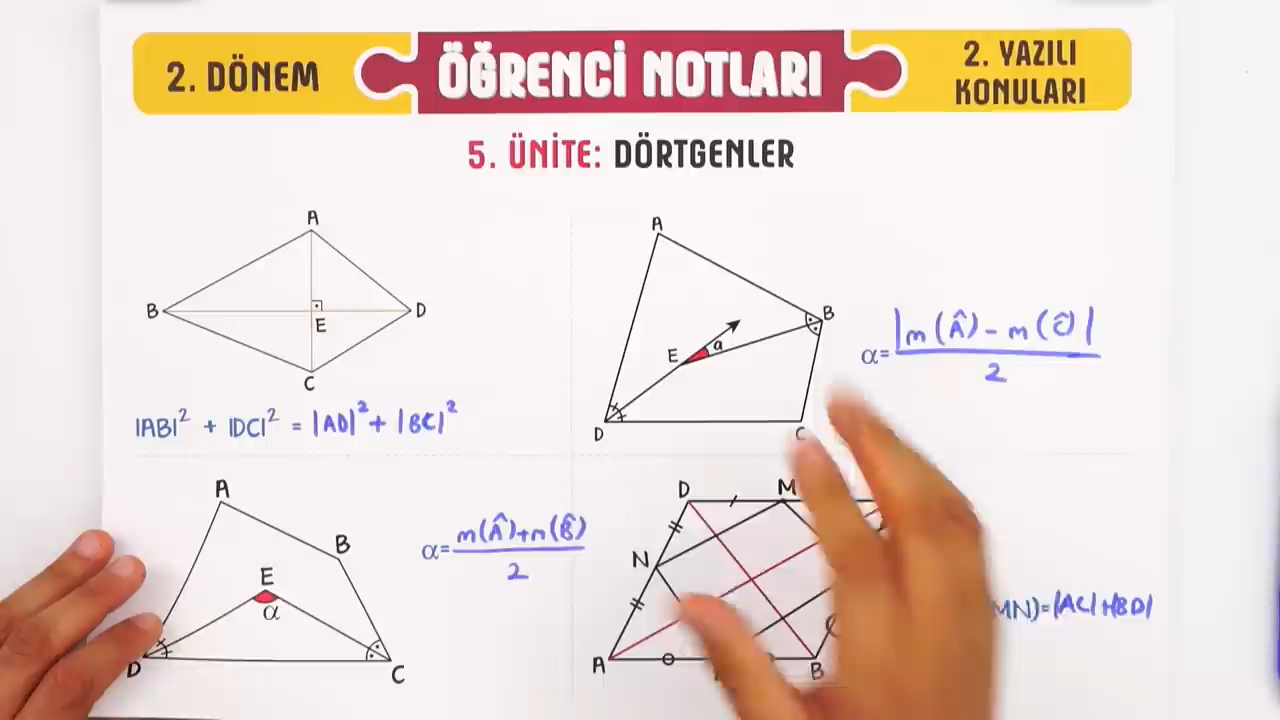 2. DÖNEM
ÖĞRENCİ NOTLARI
2. YAZILI
KONULARI
5. ÜNİTE: DÖRTGENLER
A
B
D
E
C
|AB|² + |DC|² = |AD|² + |BC|²
A
B
E
α
D
C
α= |m(Â) - m(Ĉ)|
2
A
B
E
α
D
C
α= m(Â)+m(B̂)
2
D
M
N
A
B
MN)=|AC|+|BD|